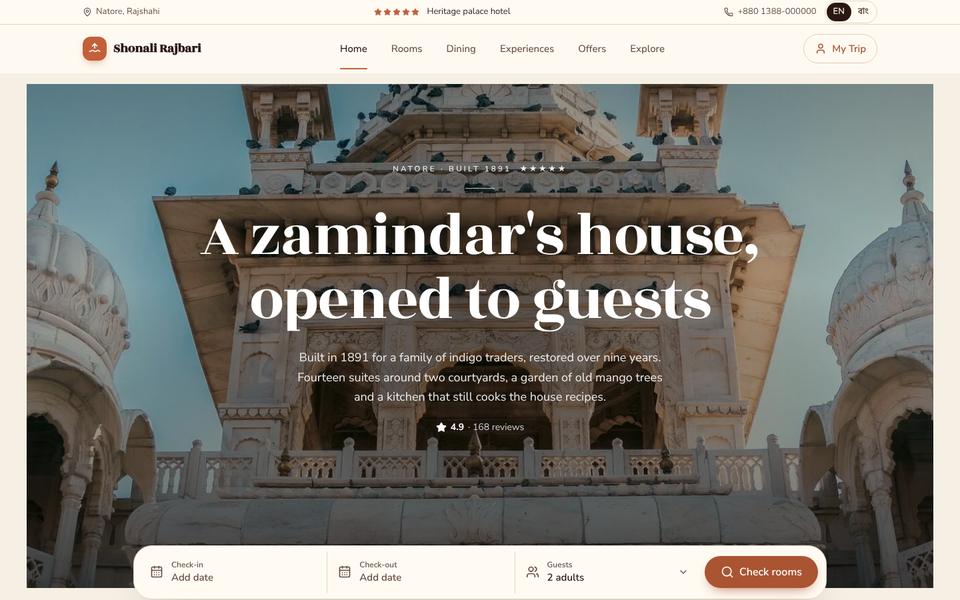 Natore, Rajshahi
Heritage palace hotel
+880 1388-000000
EN
বাং
Shonali Rajbari
Home
Rooms
Dining
Experiences
Offers
Explore
My Trip
NATORE · BUILT 1891 ★★★★★
A zamindar's house,
opened to guests
Built in 1891 for a family of indigo traders, restored over nine years.
Fourteen suites around two courtyards, a garden of old mango trees
and a kitchen that still cooks the house recipes.
4.9 · 168 reviews
Check-in
Add date
Check-out
Add date
Guests
2 adults
Check rooms